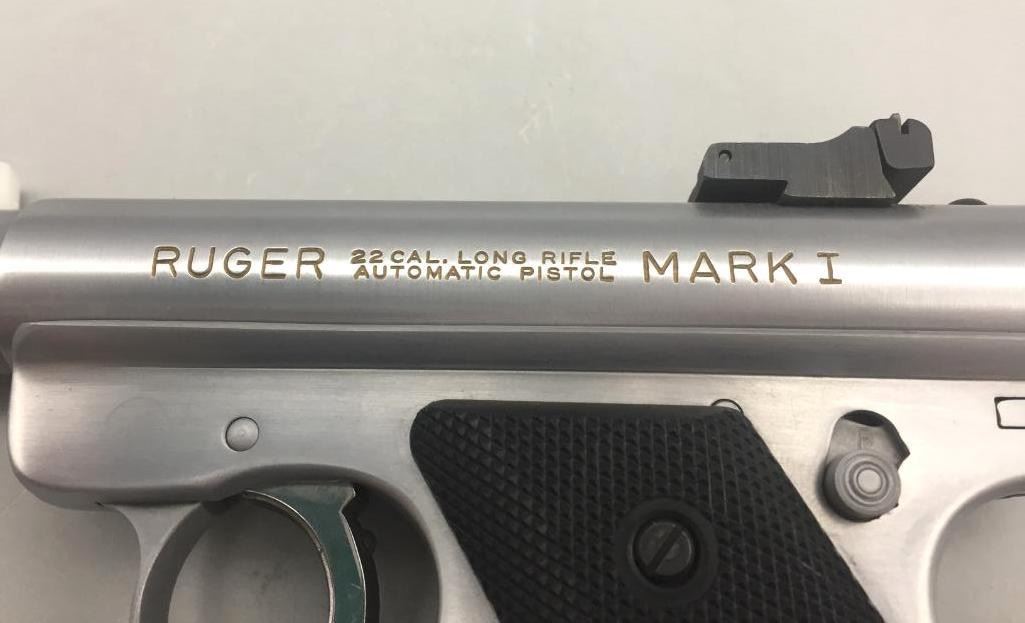 RUGER 22 CAL. LONG RIFLE MARK I
AUTOMATIC PISTOL